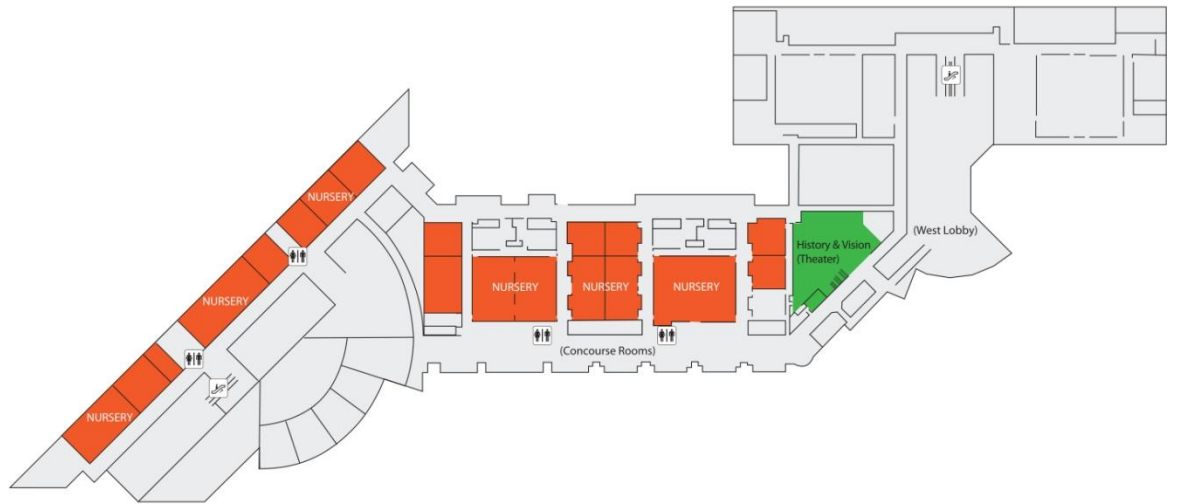 NURSERY
NURSERY
NURSERY
NURSERY
NURSERY
NURSERY
(Concourse Rooms)
History & Vision
(Theater)
(West Lobby)